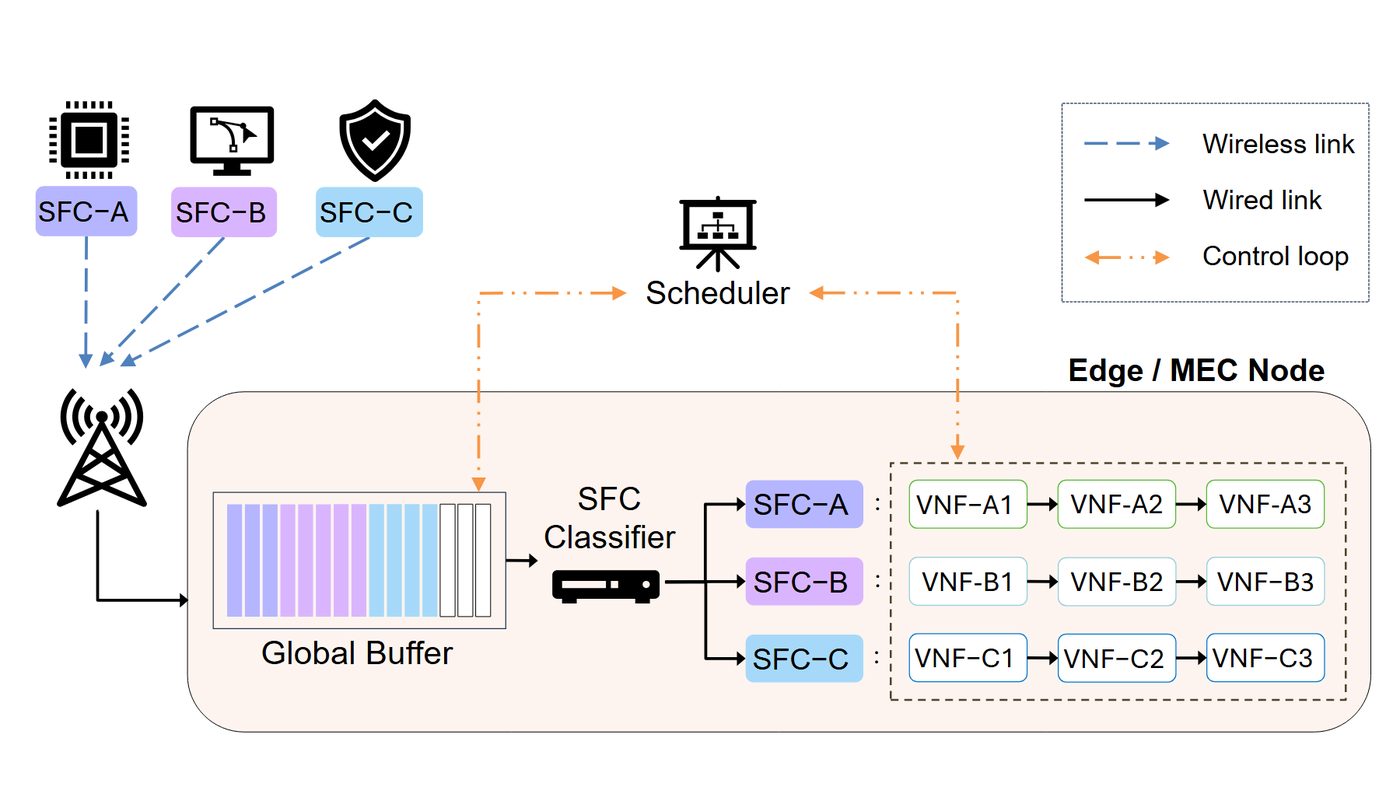 SFC−A
SFC−B
SFC−C
Wireless link
Wired link
Control loop
Scheduler
Edge / MEC Node
Global Buffer
SFC
Classifier
SFC−A : VNF−A1 VNF-A2 VNF-A3
SFC−B : VNF-B1 VNF-B2 VNF−B3
SFC−C : VNF−C1 VNF−C2 VNF−C3